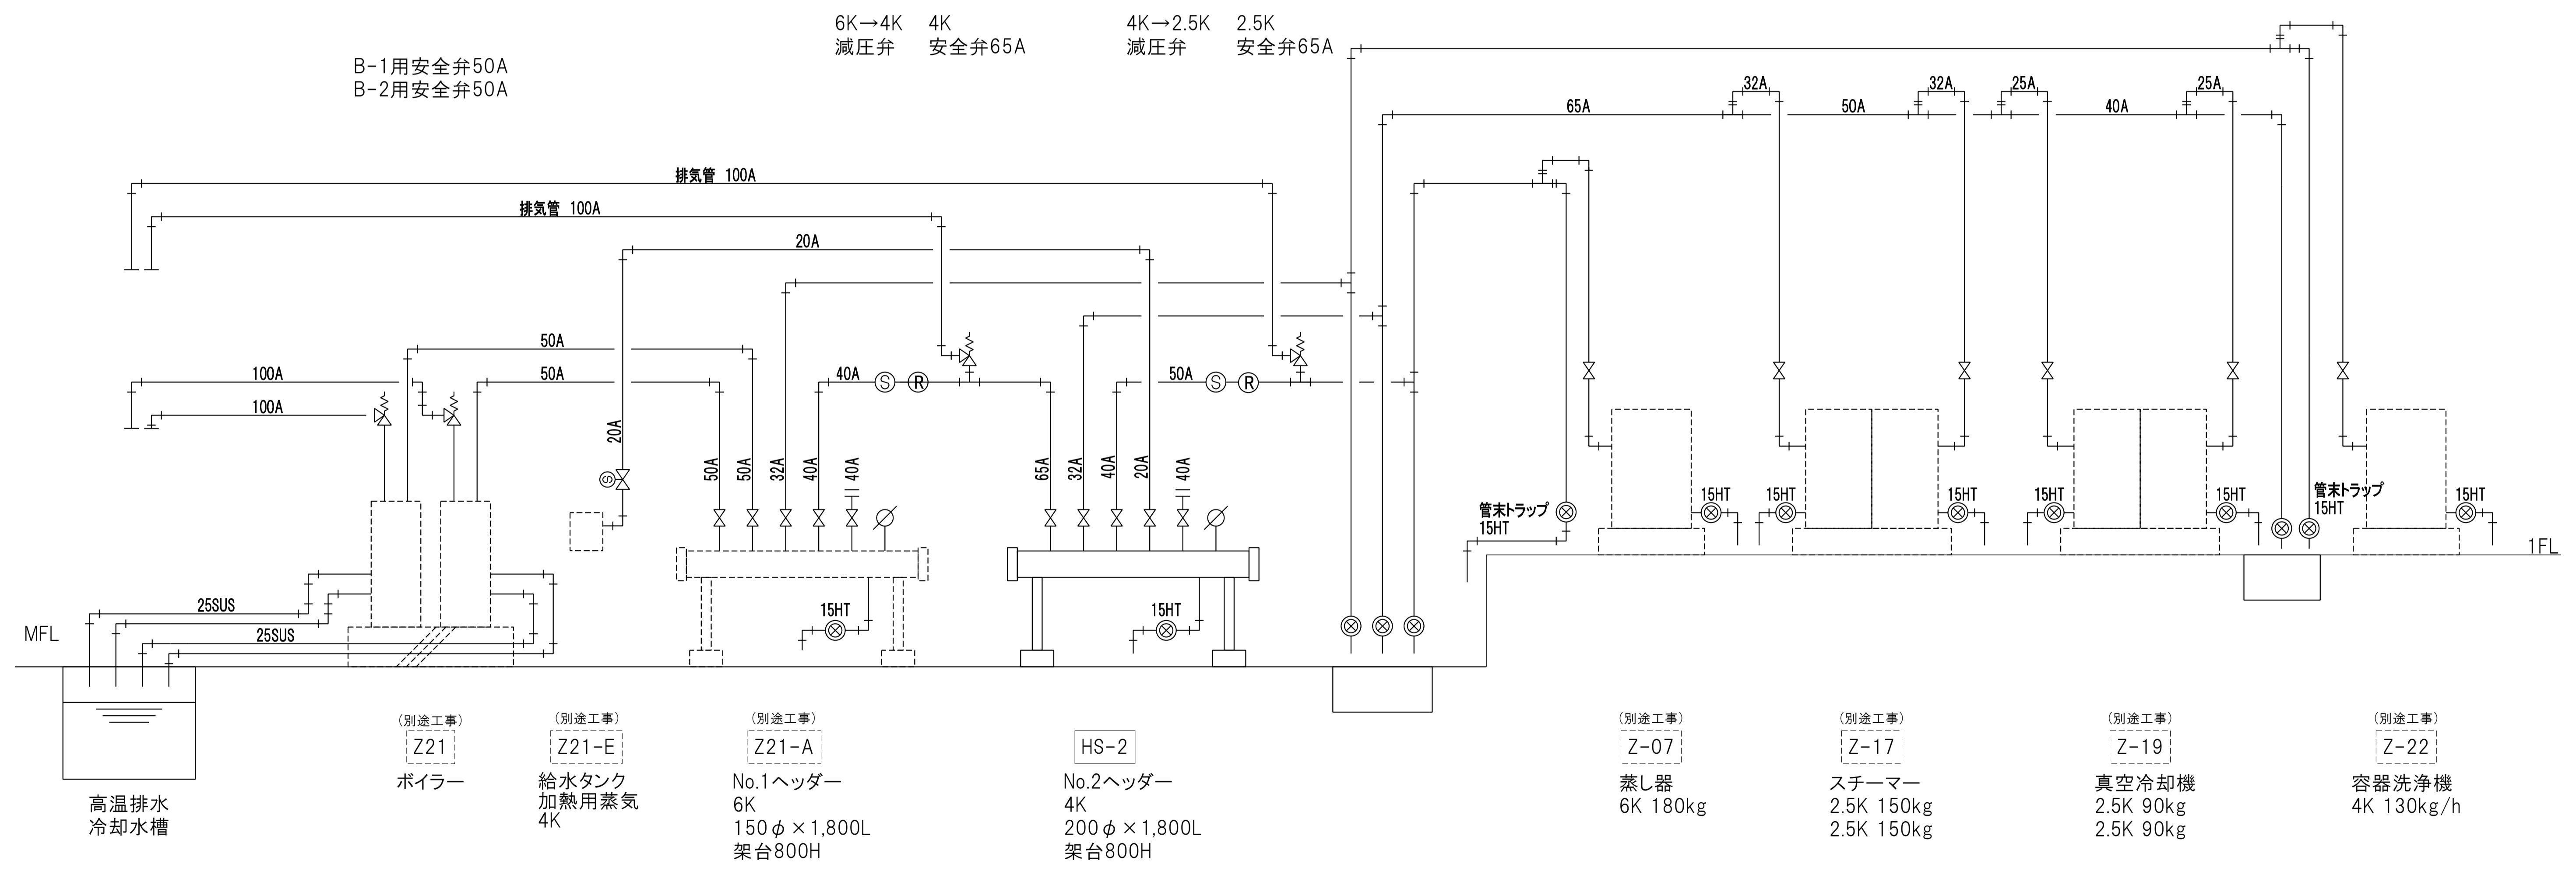 6K→4K 4K
減圧弁 安全弁65A
4K→2.5K 2.5K
減圧弁 安全弁65A
B-1用安全弁50A
B-2用安全弁50A
32A
32A
25A
25A
65A
50A
40A
排気管 100A
排気管 100A
20A
50A
100A
50A
40A
S
R
50A
S
R
100A
20A
S
50A
50A
32A
40A
40A
65A
32A
40A
20A
40A
管末トラップ
15HT
15HT
15HT
15HT
15HT
15HT
管末トラップ
15HT
15HT
1FL
25SUS
15HT
15HT
MFL
25SUS
高温排水
冷却水槽
(別途工事)
Z21
ボイラー
(別途工事)
Z21-E
給水タンク
加熱用蒸気
4K
(別途工事)
Z21-A
No.1ヘッダー
6K
150φ×1,800L
架台800H
HS-2
No.2ヘッダー
4K
200φ×1,800L
架台800H
(別途工事)
Z-07
蒸し器
6K 180kg
(別途工事)
Z-17
スチーマー
2.5K 150kg
2.5K 150kg
(別途工事)
Z-19
真空冷却機
2.5K 90kg
2.5K 90kg
(別途工事)
Z-22
容器洗浄機
4K 130kg/h